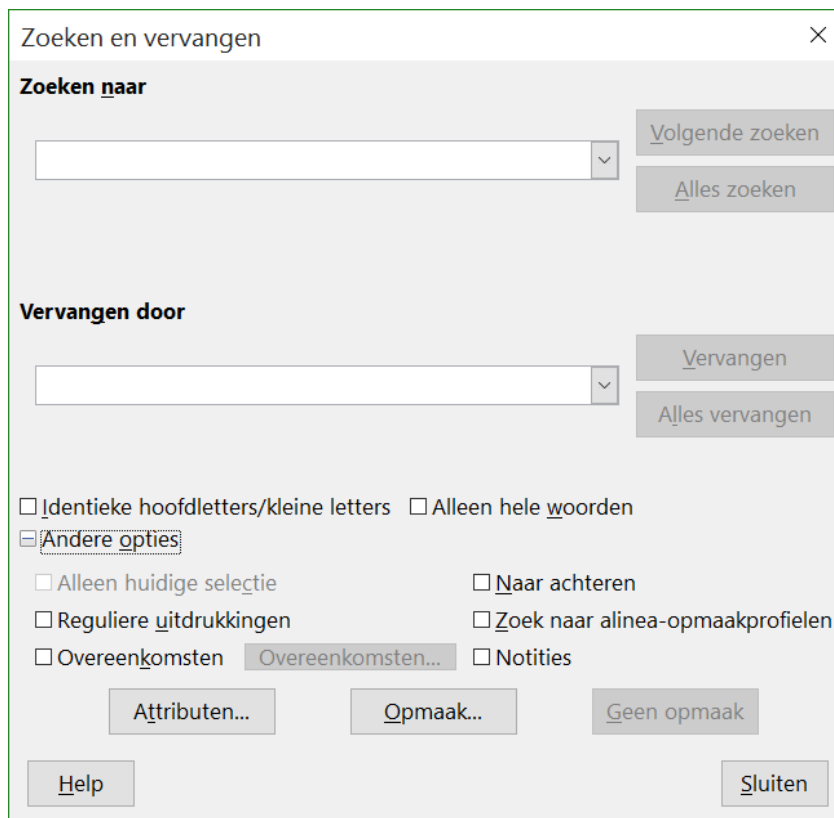 Zoeken en vervangen
Zoeken naar
Volgende zoeken
Alles zoeken
Vervangen door
Vervangen
Alles vervangen
Identieke hoofdletters/kleine letters Alleen hele woorden
Andere opties
Alleen huidige selectie Naar achteren
Reguliere uitdrukkingen Zoek naar alinea-opmaakprofielen
Overeenkomsten Overeenkomsten... Notities
Attributen... Opmaak... Geen opmaak
Help Sluiten